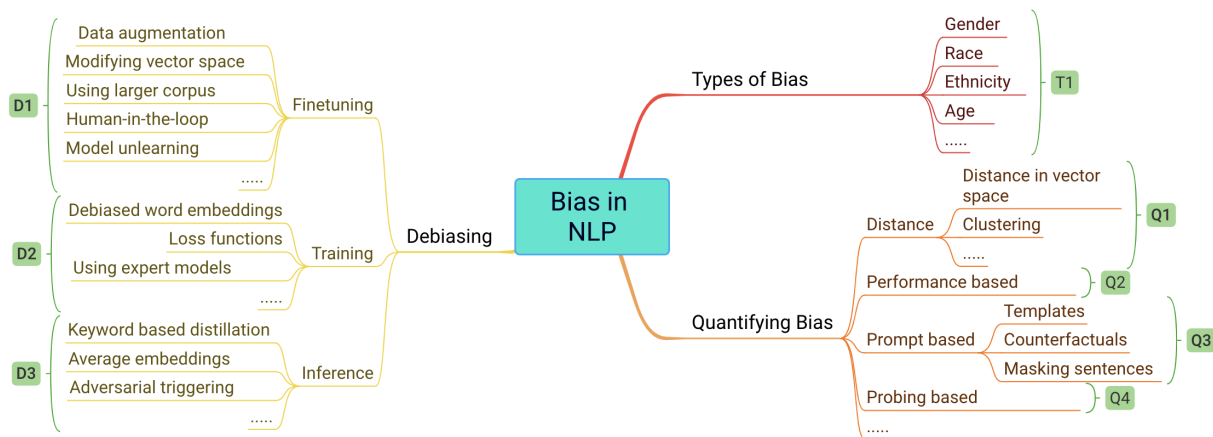 Data augmentation
Modifying vector space
Using larger corpus
Human-in-the-loop
Model unlearning
.....
D1
Finetuning
Debiased word embeddings
Loss functions
Using expert models
.....
D2
Training
Keyword based distillation
Average embeddings
Adversarial triggering
.....
D3
Inference
Debiasing
Bias in
NLP
Types of Bias
Gender
Race
Ethnicity
Age
.....
T1
Quantifying Bias
Distance
Distance in vector
space
Clustering
.....
Q1
Performance based
Q2
Prompt based
Templates
Counterfactuals
Masking sentences
Q3
Probing based
Q4
.....